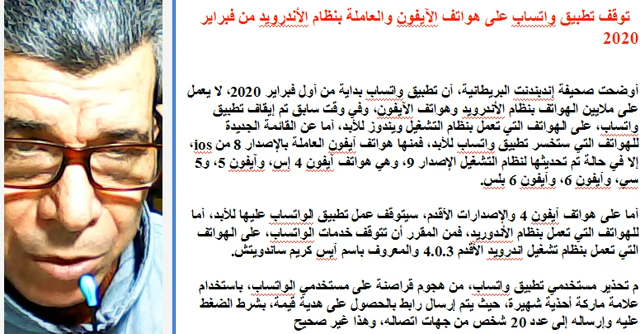 توقف تطبيق واتساب على هواتف الآيفون والعاملة بنظام الأندرويد من فبراير
2020
أوضحت صحيفة إندبندنت البريطانية، أن تطبيق واتساب بداية من أول فبراير 2020، لا يعمل
على ملايين الهواتف بنظام الأندرويد وهواتف الآيفون، وفي وقت سابق تم إيقاف تطبيق
واتساب، على الهواتف التي تعمل بنظام التشغيل ويندوز للأبد، أما عن القائمة الجديدة
للهواتف التي ستخسر تطبيق واتساب للأبد، فمنها هواتف آيفون العاملة بالإصدار 8 من ios،
إلا في حالة تم تحديثها لنظام التشغيل الإصدار 9، وهي هواتف آيفون 4 إس، وآيفون 5، و5
سي، وآيفون 6، وآيفون 6 بلس.
أما على هواتف آيفون 4 والإصدارات الأقدم، سيتوقف عمل تطبيق الواتساب عليها للأبد، أما
للهواتف التي تعمل بنظام الأندوريد، فمن المقرر أن تتوقف خدمات الواتساب، على الهواتف
التي تعمل بنظام تشغيل اندرويد الأقدم 4.0.3 والمعروف باسم آيس كريم ساندويتش.
م تحذير مستخدمي تطبيق واتساب، من هجوم قراصنة على مستخدمي الواتساب، باستخدام
علامة ماركة أحذية شهيرة، حيث يتم إرسال رابط بالحصول على هدية قيمة، بشرط الضغط
عليه وإرساله إلى عدد 20 شخص من جهات اتصاله، وهذا غير صحيح